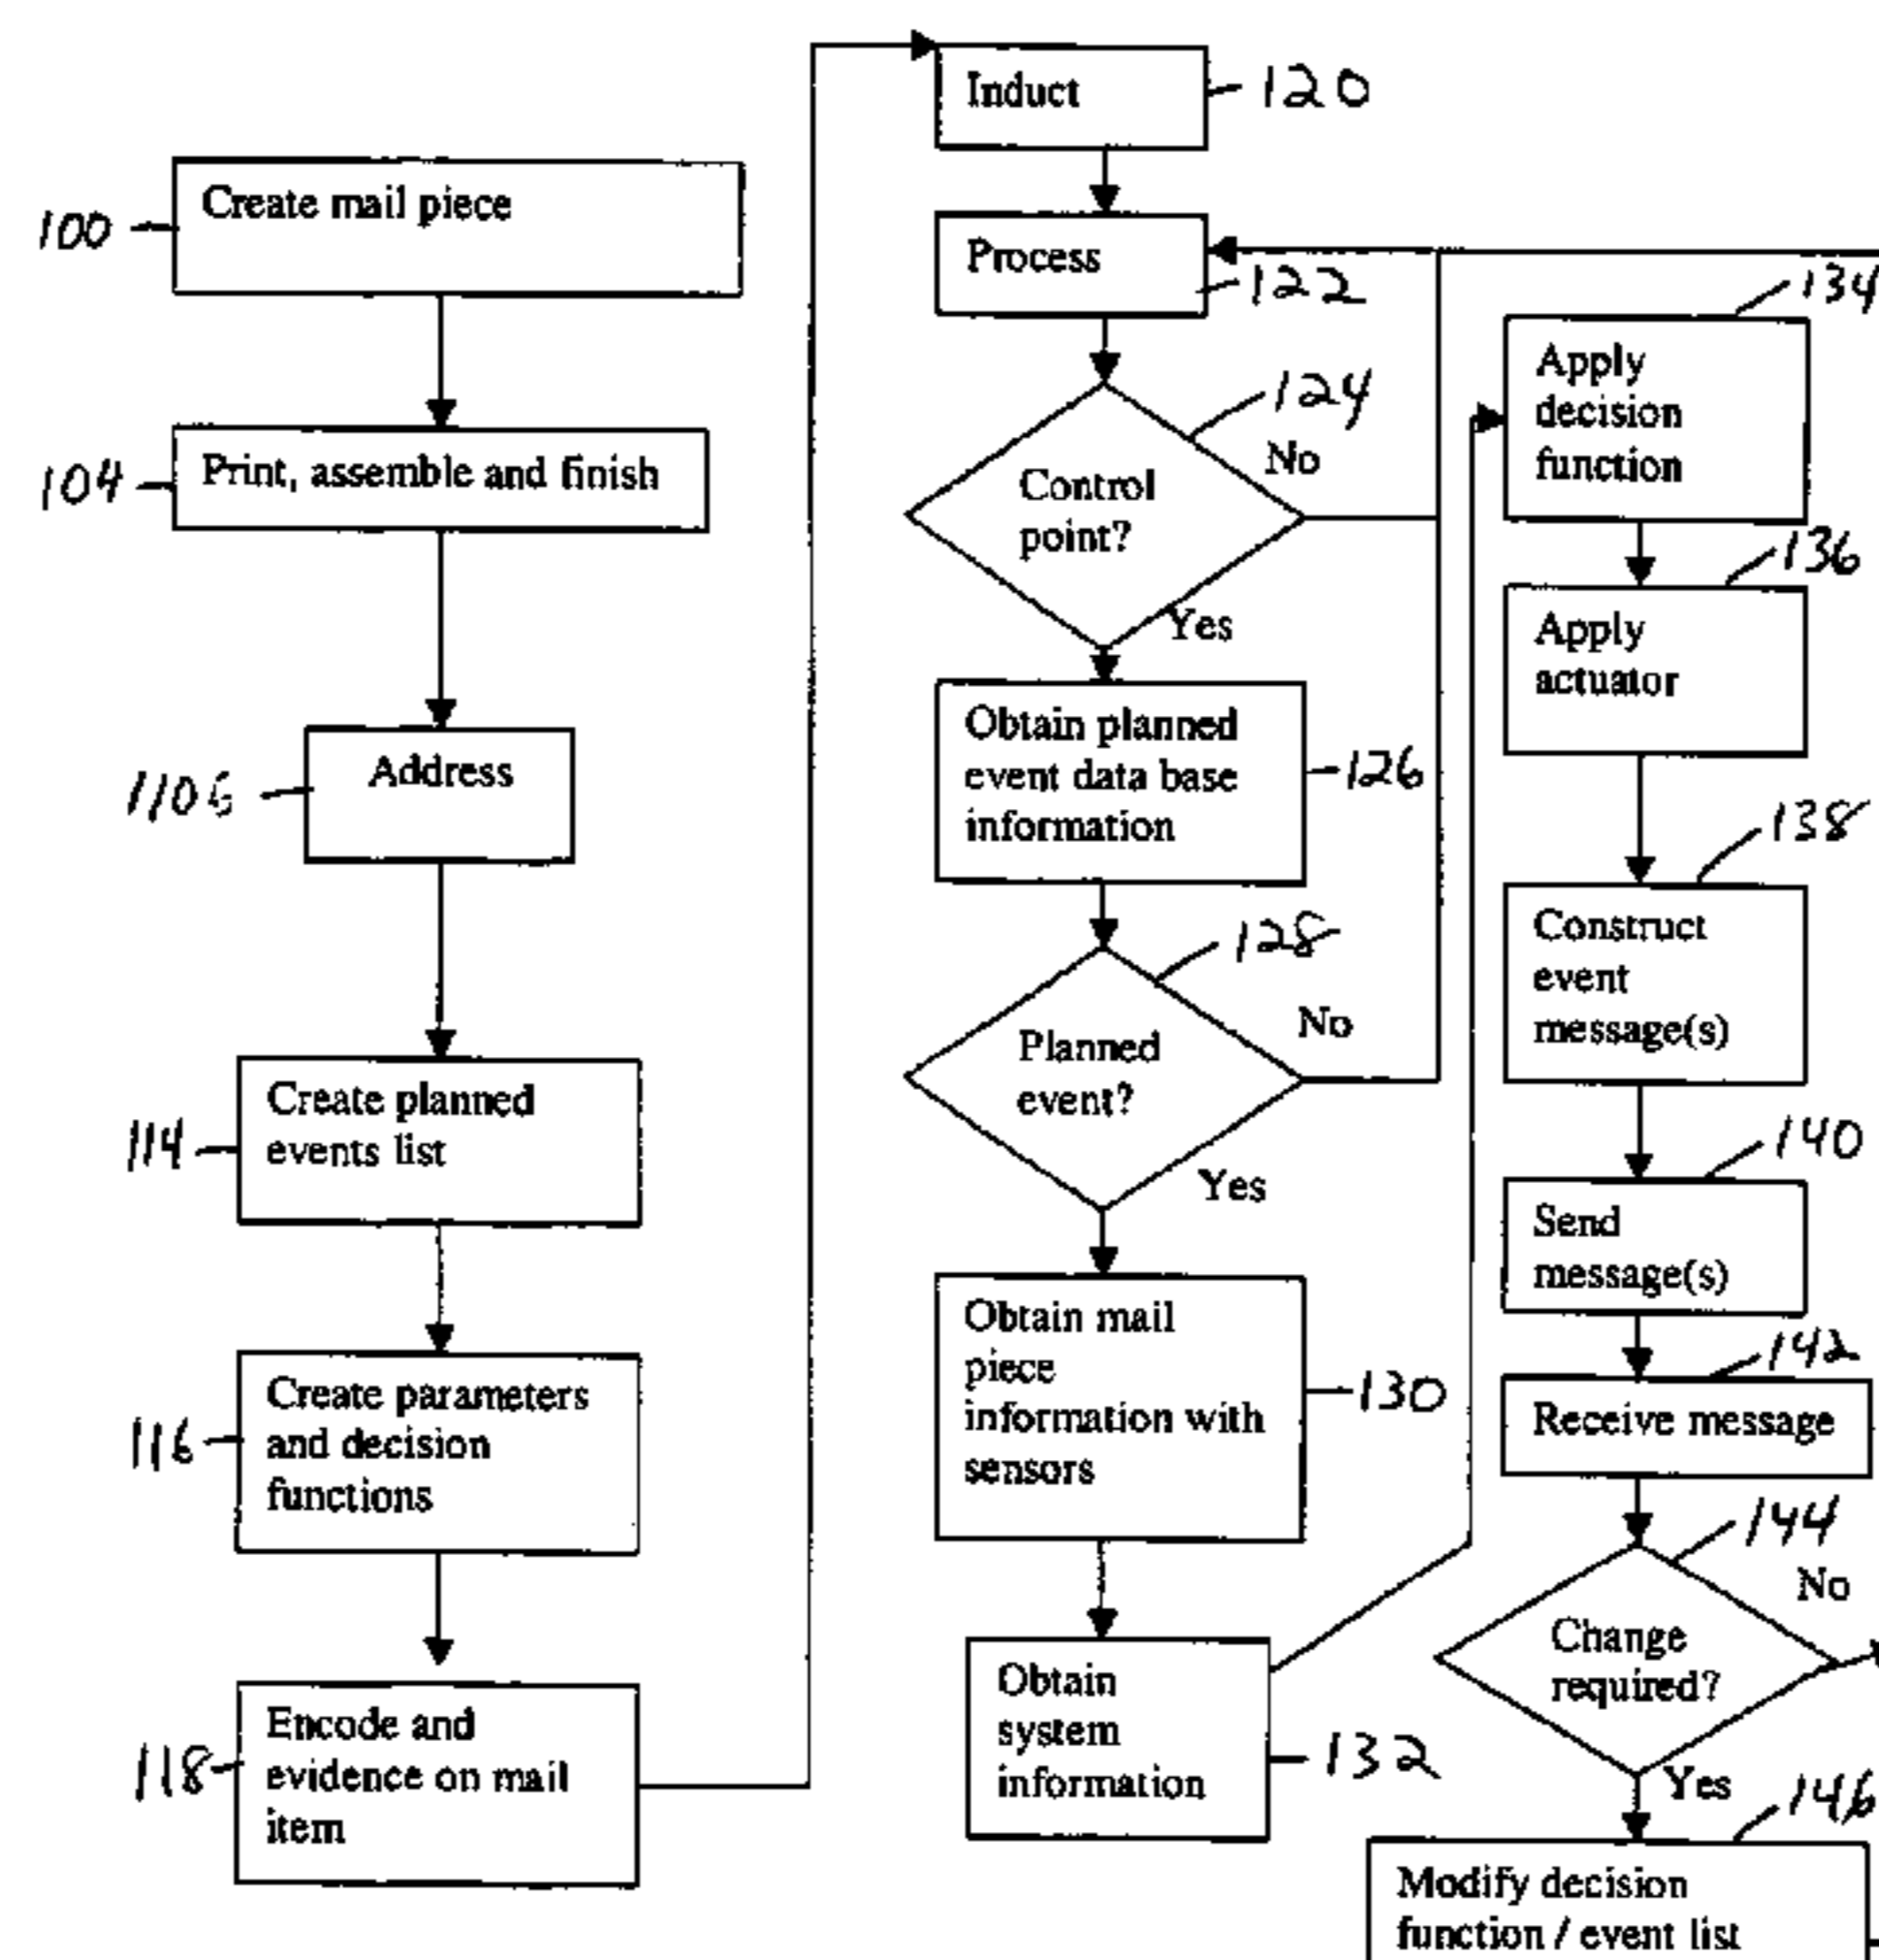 100
Create mail piece
104
Print, assemble and finish
1106
Address
114
Create planned
events list
116
Create parameters
and decision
functions
118
Encode and
evidence on mail
item
Induct
120
Process
122
124
No
Control
point?
Yes
Obtain planned
event data base
information
126
128
No
Planned
event?
Yes
Obtain mail
piece
information with
sensors
130
Obtain
system
information
132
134
Apply
decision
function
136
Apply
actuator
138
Construct
event
message(s)
140
Send
message(s)
142
Receive message
144
No
Change
required?
Yes
146
Modify decision
function / event list